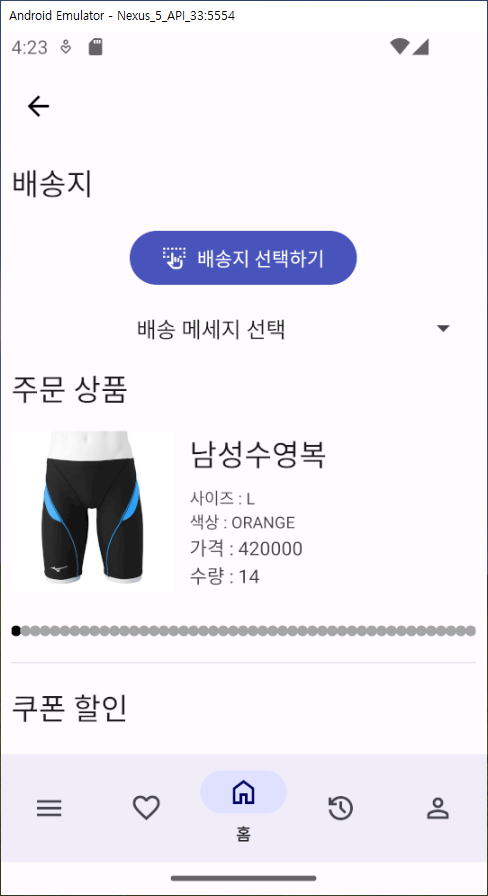 Android Emulator - Nexus_5_API_33:5554
4:23
배송지
배송지 선택하기
배송 메세지 선택
주문 상품
남성수영복
사이즈 : L
색상 : ORANGE
가격 : 420000
수량 : 14
쿠폰 할인
홈